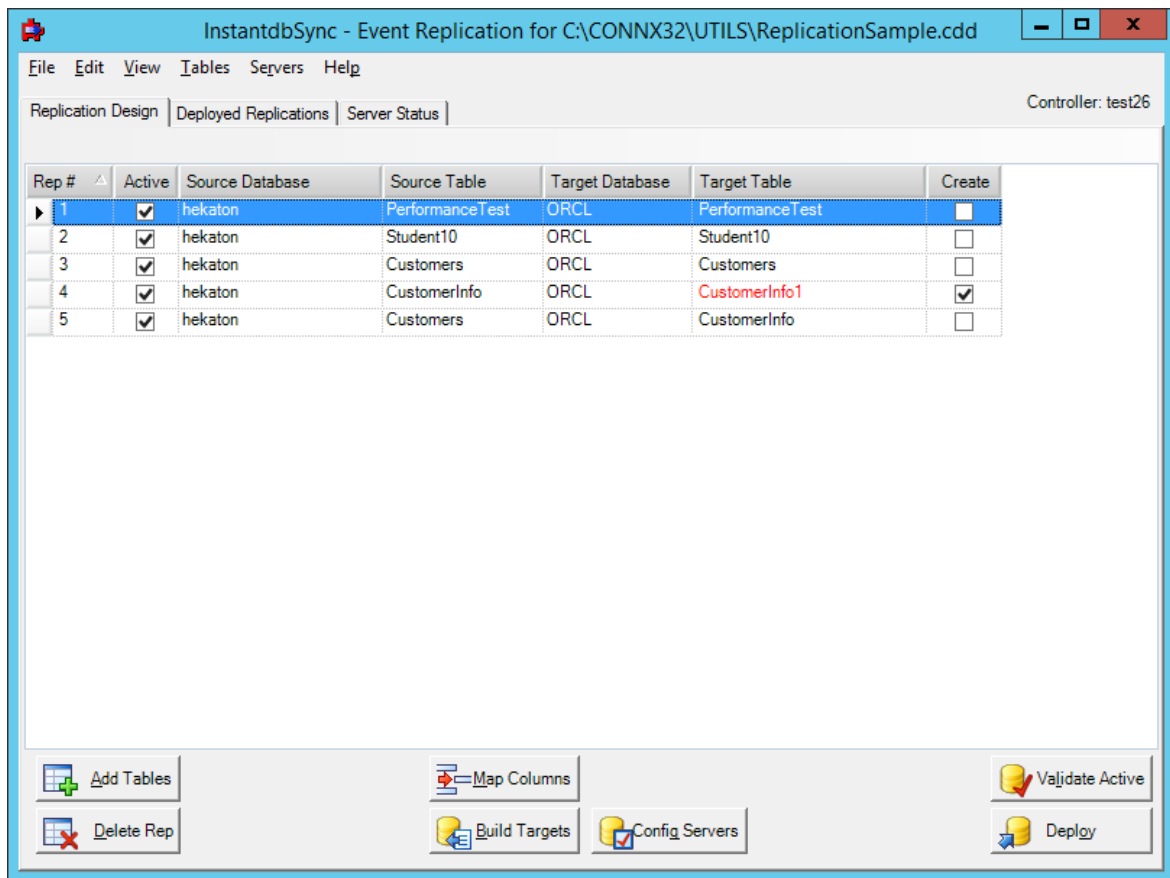 InstantdbSync - Event Replication for C:\CONNX32\UTILS\ReplicationSample.cdd
File Edit View Tables Servers Help
Replication Design Deployed Replications Server Status Controller: test26
Rep # Active Source Database Source Table Target Database Target Table Create
1 hekaton PerformanceTest ORCL PerformanceTest
2 hekaton Student10 ORCL Student10
3 hekaton Customers ORCL Customers
4 hekaton CustomerInfo ORCL CustomerInfo1
5 hekaton Customers ORCL CustomerInfo
Add Tables Map Columns Validate Active
Delete Rep Build Targets Config Servers Deploy